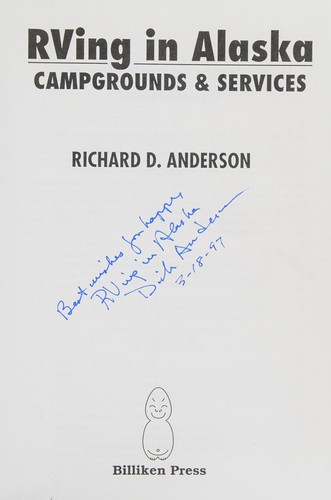 RVing in Alaska
CAMPGROUNDS & SERVICES
RICHARD D. ANDERSON
Best wishes for happy,
RVing in Alaska
Dick Anderson
3-18-97
Billiken Press